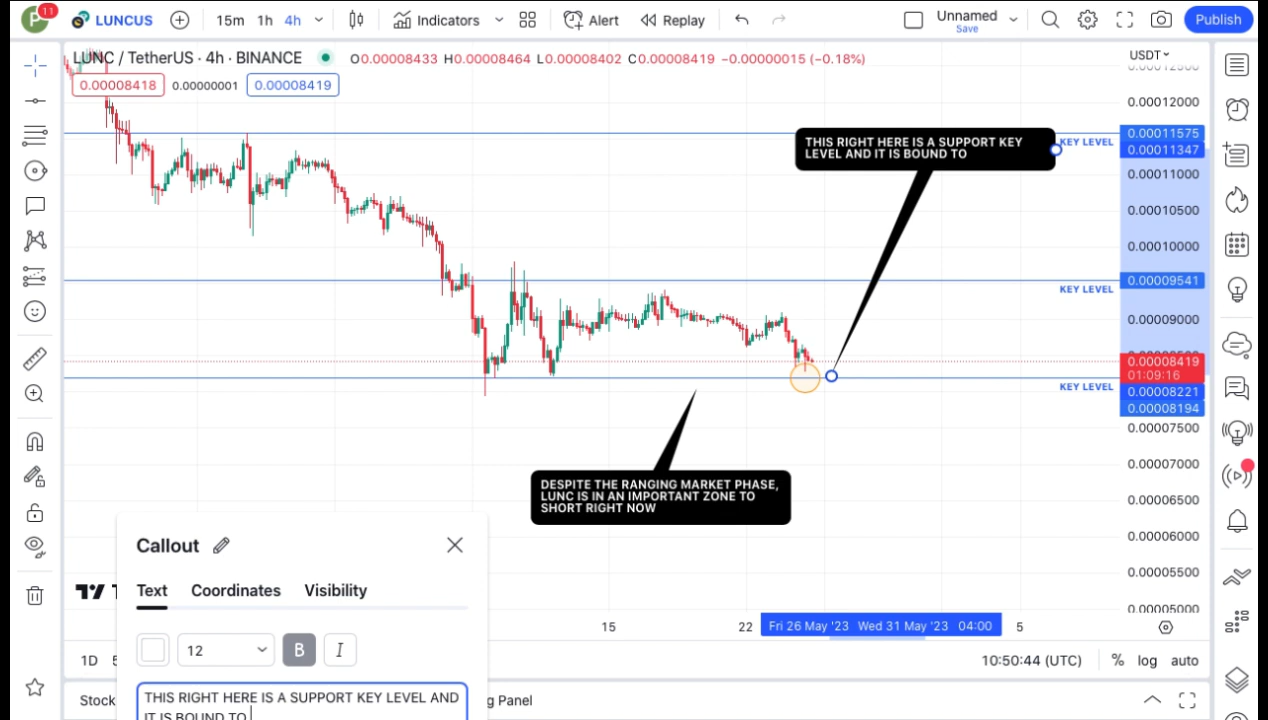 P 11 LUNCUS 15m 1h 4h Indicators Alert Replay Unnamed Save Publish
LUNC / TetherUS · 4h · BINANCE O0.00008433 H0.00008464 L0.00008402 C0.00008419 −0.00000015 (−0.18%)
USDT
0.00008418 0.00000001 0.00008419
0.00012500
0.00012000
0.00011575
KEY LEVEL
0.00011347
THIS RIGHT HERE IS A SUPPORT KEY
LEVEL AND IT IS BOUND TO
0.00011000
0.00010500
0.00010000
0.00009541
KEY LEVEL
0.00009000
0.00008419
01:09:16
KEY LEVEL
0.00008221
0.00008194
0.00007500
0.00007000
0.00006500
0.00006000
0.00005500
0.00005000
DESPITE THE RANGING MARKET PHASE,
LUNC IS IN AN IMPORTANT ZONE TO
SHORT RIGHT NOW
Callout
Text Coordinates Visibility
12 B I
THIS RIGHT HERE IS A SUPPORT KEY LEVEL AND
IT IS BOUND TO
15 22 Fri 26 May '23 Wed 31 May '23 04:00 5
1D 10:50:44 (UTC) % log auto
Stock g Panel